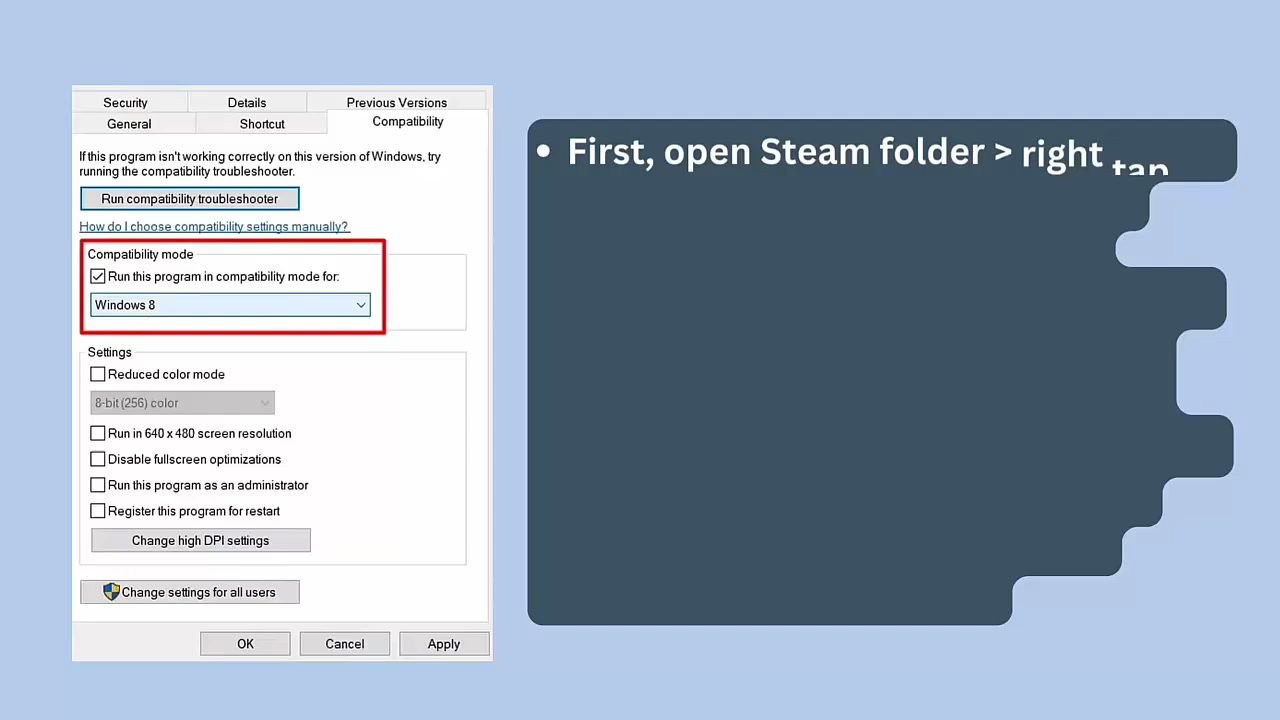 Security Details Previous Versions
General Shortcut Compatibility
If this program isn't working correctly on this version of Windows, try
running the compatibility troubleshooter.
Run compatibility troubleshooter
How do I choose compatibility settings manually?
Compatibility mode
Run this program in compatibility mode for:
Windows 8
Settings
Reduced color mode
8-bit (256) color
Run in 640 x 480 screen resolution
Disable fullscreen optimizations
Run this program as an administrator
Register this program for restart
Change high DPI settings
Change settings for all users
OK Cancel Apply
• First, open Steam folder > right tap